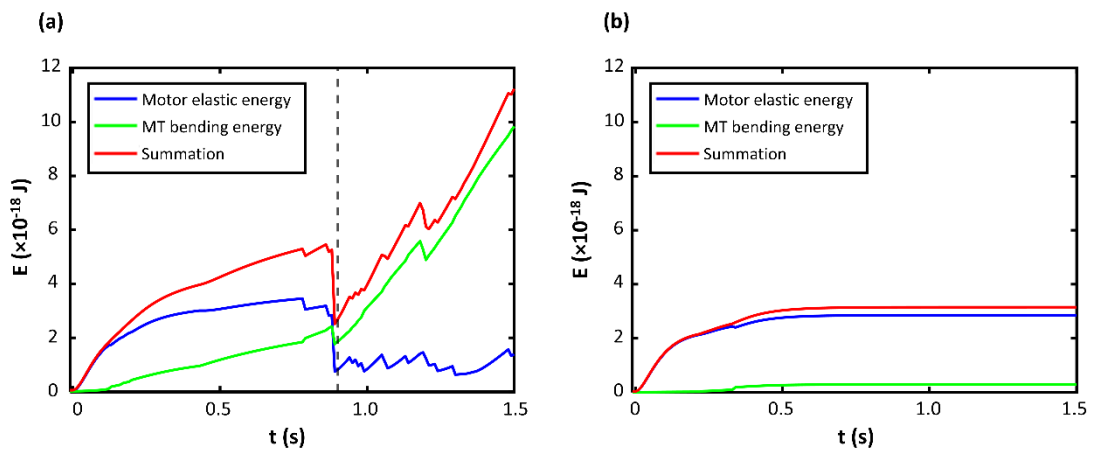 (a)
E (×10⁻¹⁸ J)
12
10
8
6
4
2
0
Motor elastic energy
MT bending energy
Summation
0
0.5
1.0
1.5
t (s)
(b)
E (×10⁻¹⁸ J)
12
10
8
6
4
2
0
Motor elastic energy
MT bending energy
Summation
0
0.5
1.0
1.5
t (s)